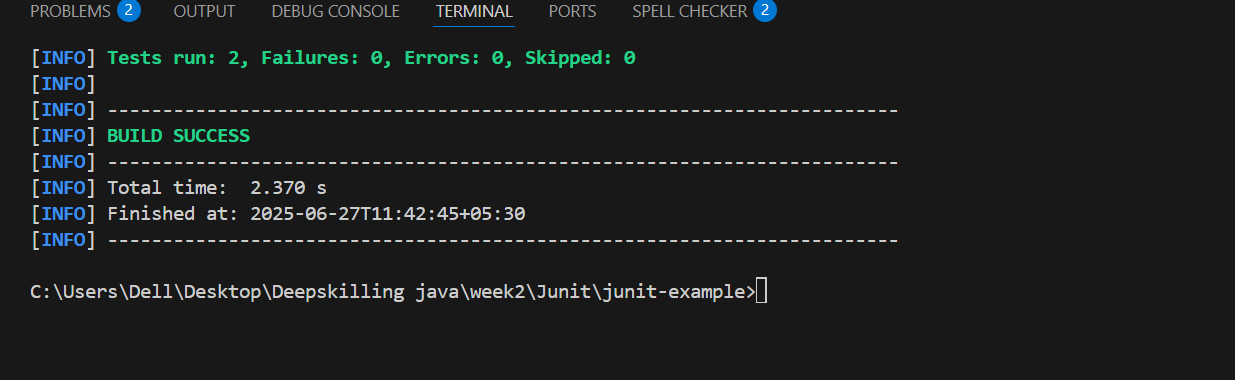 PROBLEMS 2 OUTPUT DEBUG CONSOLE TERMINAL PORTS SPELL CHECKER 2
[INFO] Tests run: 2, Failures: 0, Errors: 0, Skipped: 0
[INFO]
[INFO] ------------------------------------------------------------------------
[INFO] BUILD SUCCESS
[INFO] ------------------------------------------------------------------------
[INFO] Total time:  2.370 s
[INFO] Finished at: 2025-06-27T11:42:45+05:30
[INFO] ------------------------------------------------------------------------
C:\Users\Dell\Desktop\Deepskilling java\week2\Junit\junit-example>